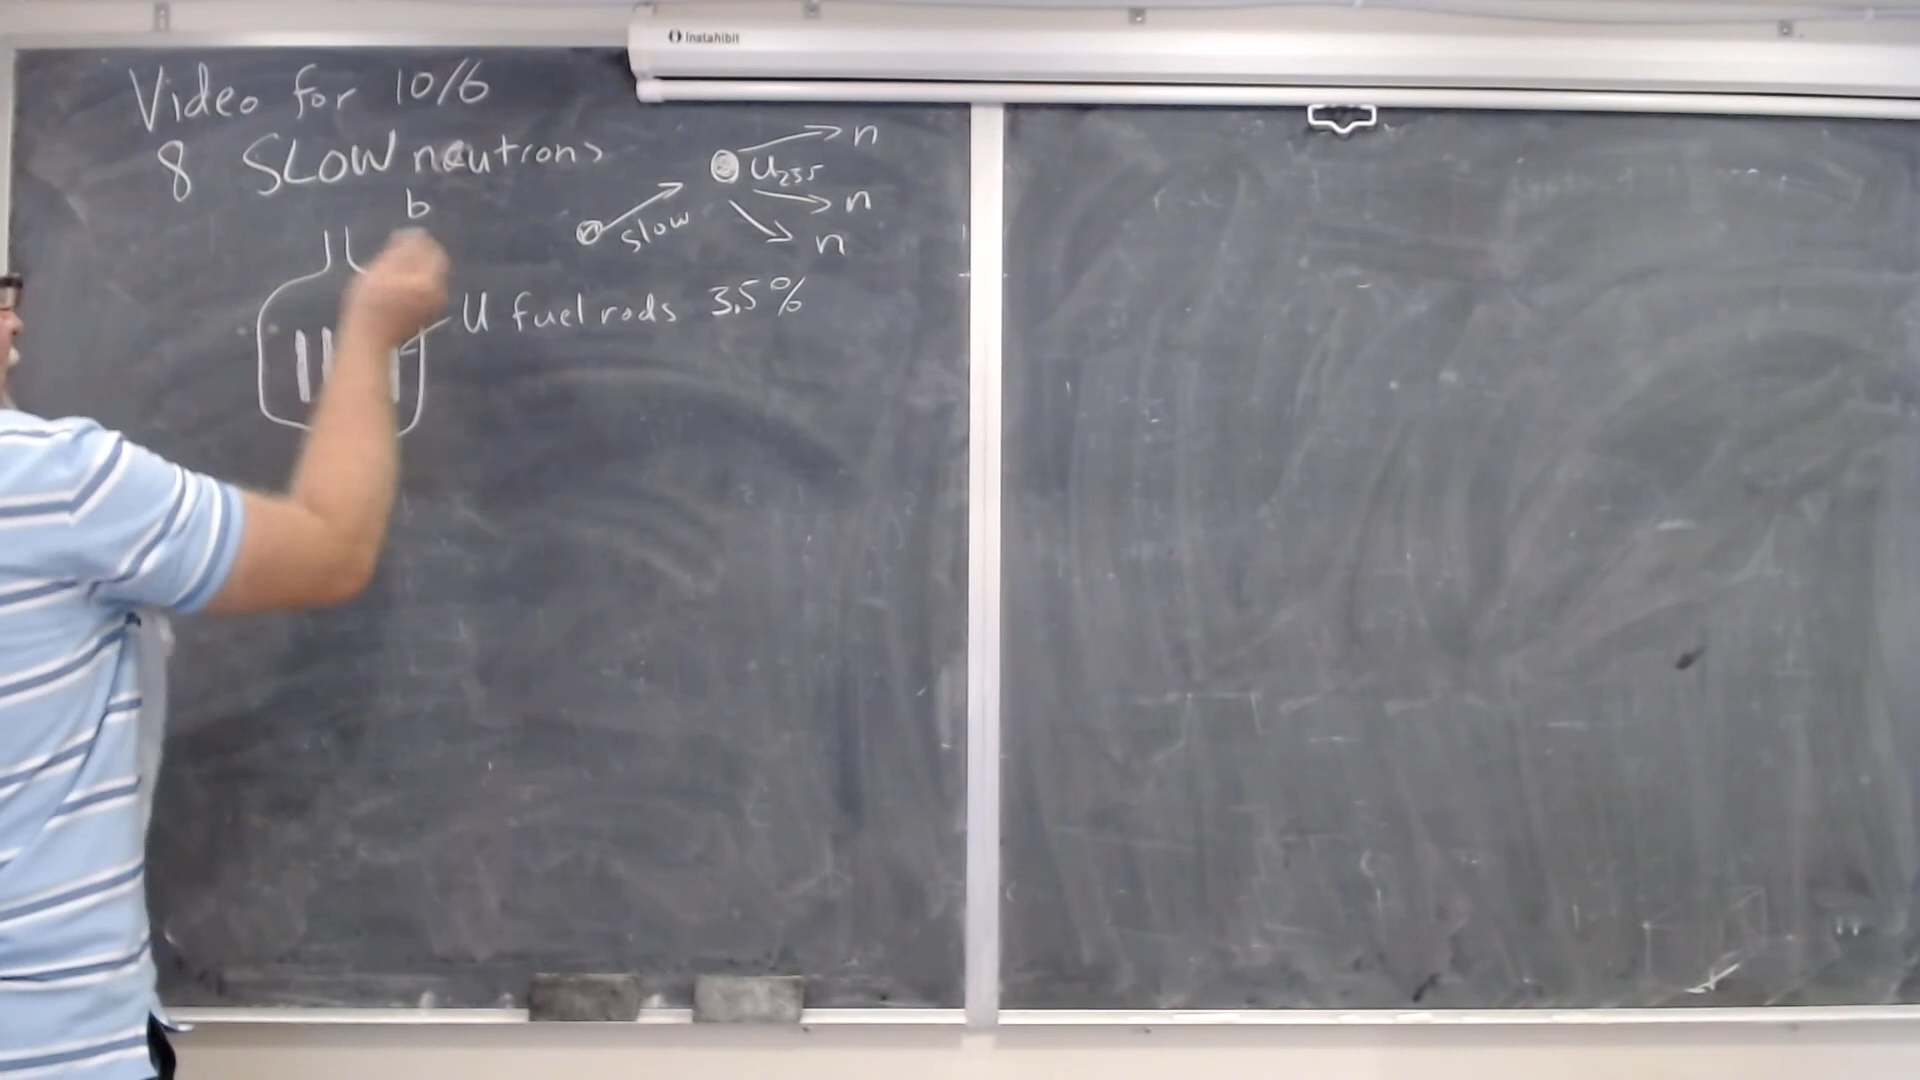 Instahibit
Video for 10/6
8 SLOW neutrons
n
U235
n
n
slow
n
b
U fuel rods 3.5%